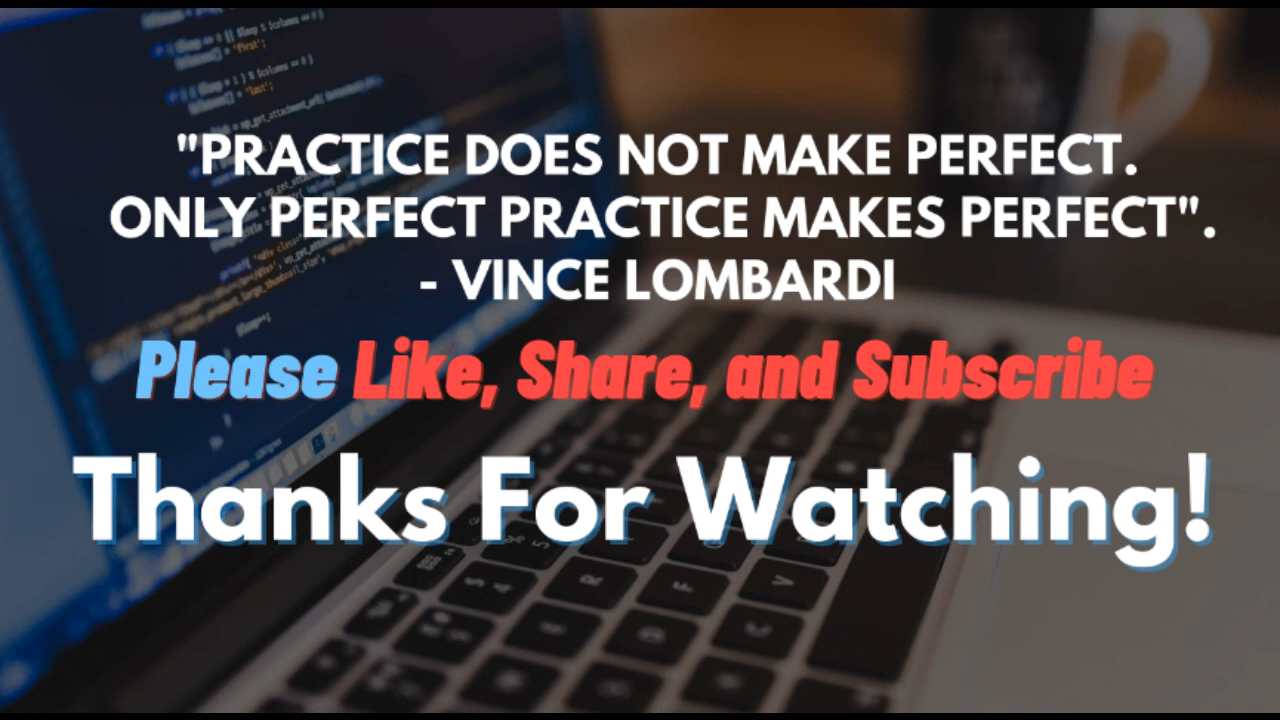 "PRACTICE DOES NOT MAKE PERFECT.
ONLY PERFECT PRACTICE MAKES PERFECT".
- VINCE LOMBARDI
Please Like, Share, and Subscribe
Thanks For Watching!